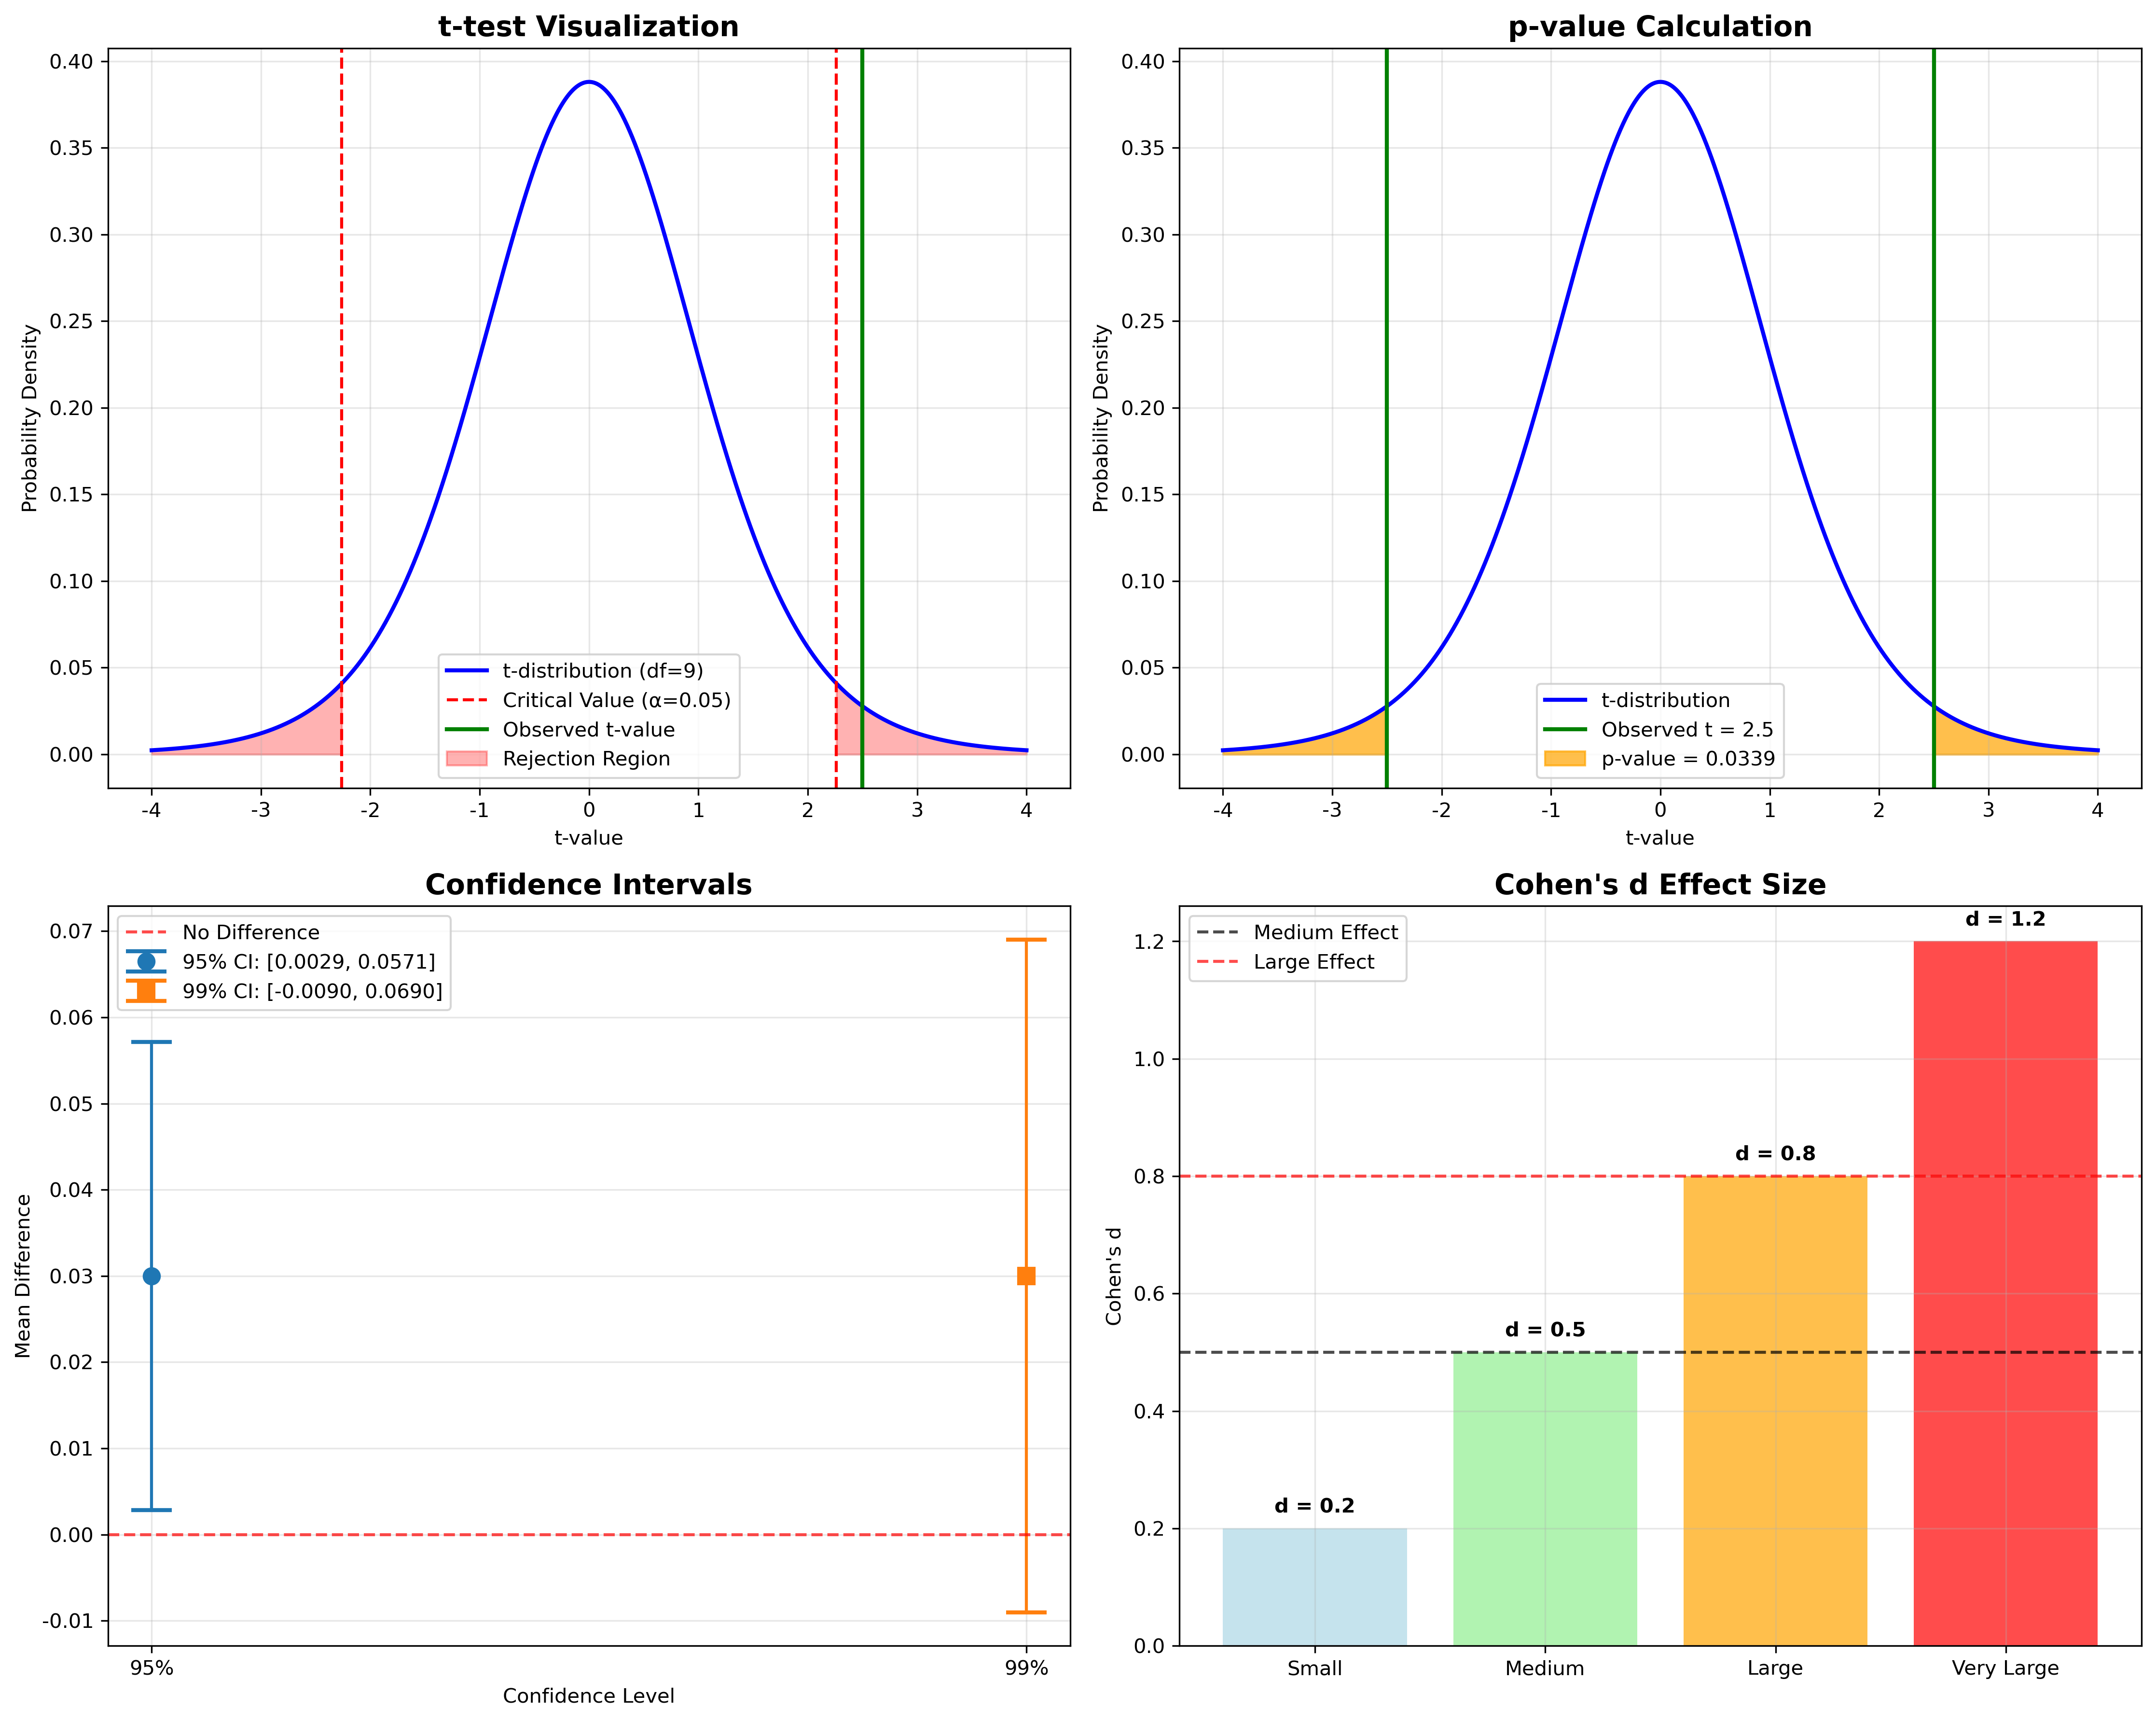 t-test Visualization
0.40
0.35
0.30
0.25
0.20
0.15
0.10
0.05
0.00
Probability Density
t-distribution (df=9)
Critical Value (α=0.05)
Observed t-value
Rejection Region
-4 -3 -2 -1 0 1 2 3 4
t-value
p-value Calculation
0.40
0.35
0.30
0.25
0.20
0.15
0.10
0.05
0.00
Probability Density
t-distribution
Observed t = 2.5
p-value = 0.0339
-4 -3 -2 -1 0 1 2 3 4
t-value
Confidence Intervals
No Difference
95% CI: [0.0029, 0.0571]
99% CI: [-0.0090, 0.0690]
0.07
0.06
0.05
0.04
0.03
0.02
0.01
0.00
-0.01
Mean Difference
95% 99%
Confidence Level
Cohen's d Effect Size
Medium Effect
Large Effect
1.2
1.0
0.8
0.6
0.4
0.2
0.0
Cohen's d
d = 0.2
d = 0.5
d = 0.8
d = 1.2
Small Medium Large Very Large